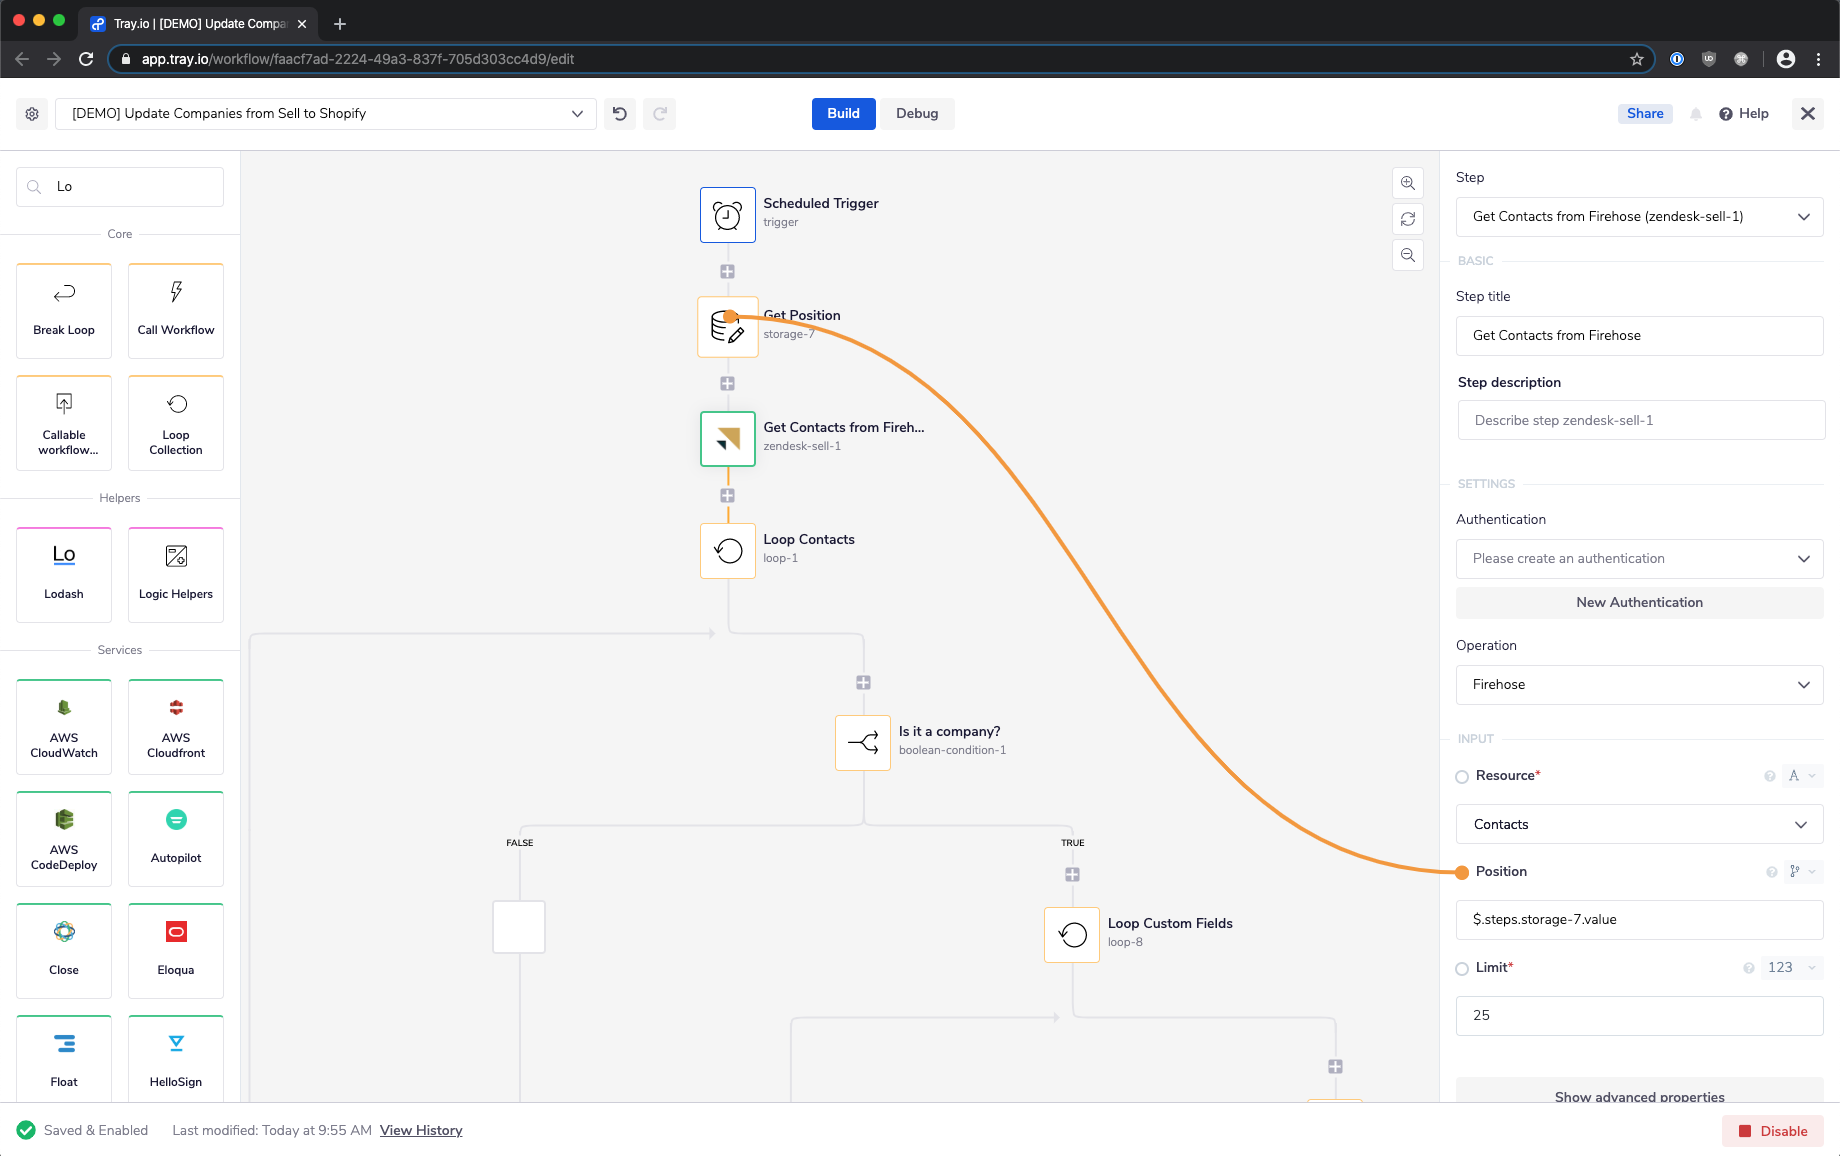 Tray.io | [DEMO] Update Compa
app.tray.io/workflow/faacf7ad-2224-49a3-837f-705d303cc4d9/edit
[DEMO] Update Companies from Sell to Shopify
Build
Debug
Share
Help
Lo
Core
Break Loop
Call Workflow
Callable
workflow...
Loop
Collection
Helpers
Lo
Lodash
Logic Helpers
Services
AWS
CloudWatch
AWS
Cloudfront
AWS
CodeDeploy
Autopilot
Close
Eloqua
Float
HelloSign
Scheduled Trigger
trigger
Get Position
storage-7
Get Contacts from Fireh...
zendesk-sell-1
Loop Contacts
loop-1
Is it a company?
boolean-condition-1
FALSE
TRUE
Loop Custom Fields
loop-8
Step
Get Contacts from Firehose (zendesk-sell-1)
BASIC
Step title
Get Contacts from Firehose
Step description
Describe step zendesk-sell-1
SETTINGS
Authentication
Please create an authentication
New Authentication
Operation
Firehose
INPUT
Resource*
A
Contacts
Position
$.steps.storage-7.value
Limit*
123
25
Show advanced properties
Saved & Enabled
Last modified: Today at 9:55 AM
View History
Disable